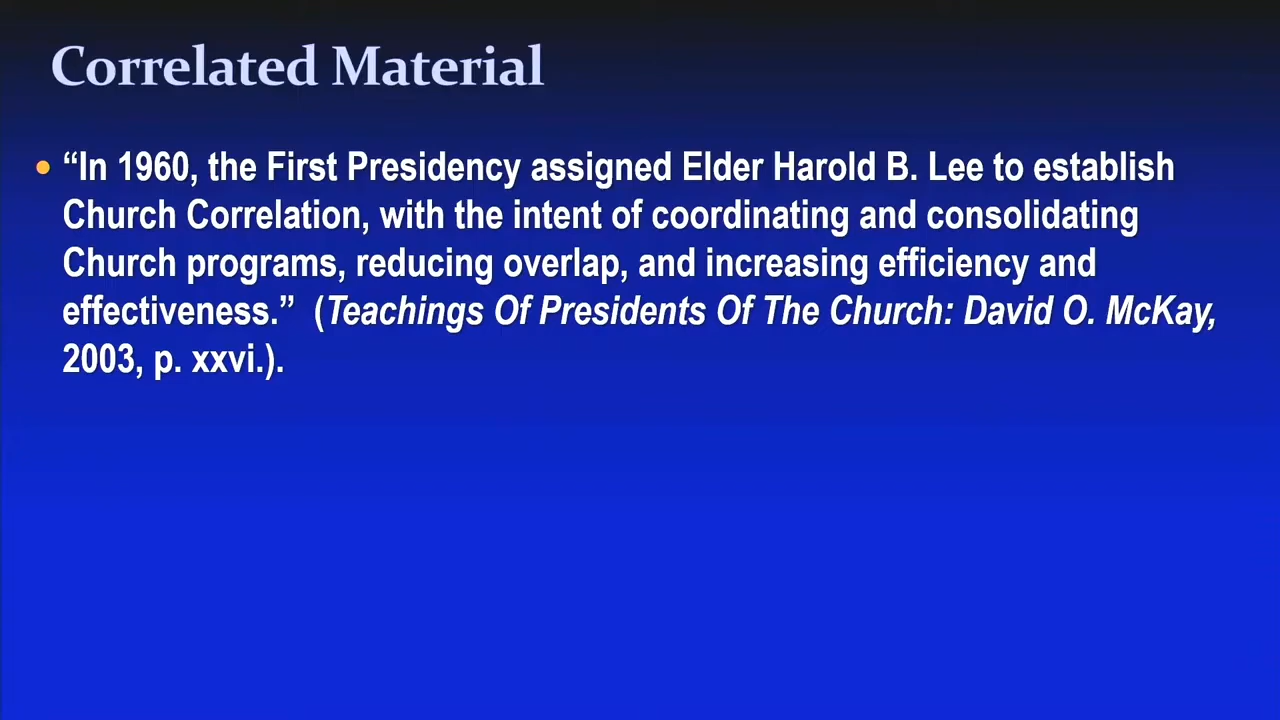 Correlated Material
• “In 1960, the First Presidency assigned Elder Harold B. Lee to establish
Church Correlation, with the intent of coordinating and consolidating
Church programs, reducing overlap, and increasing efficiency and
effectiveness.” (Teachings Of Presidents Of The Church: David O. McKay,
2003, p. xxvi.).